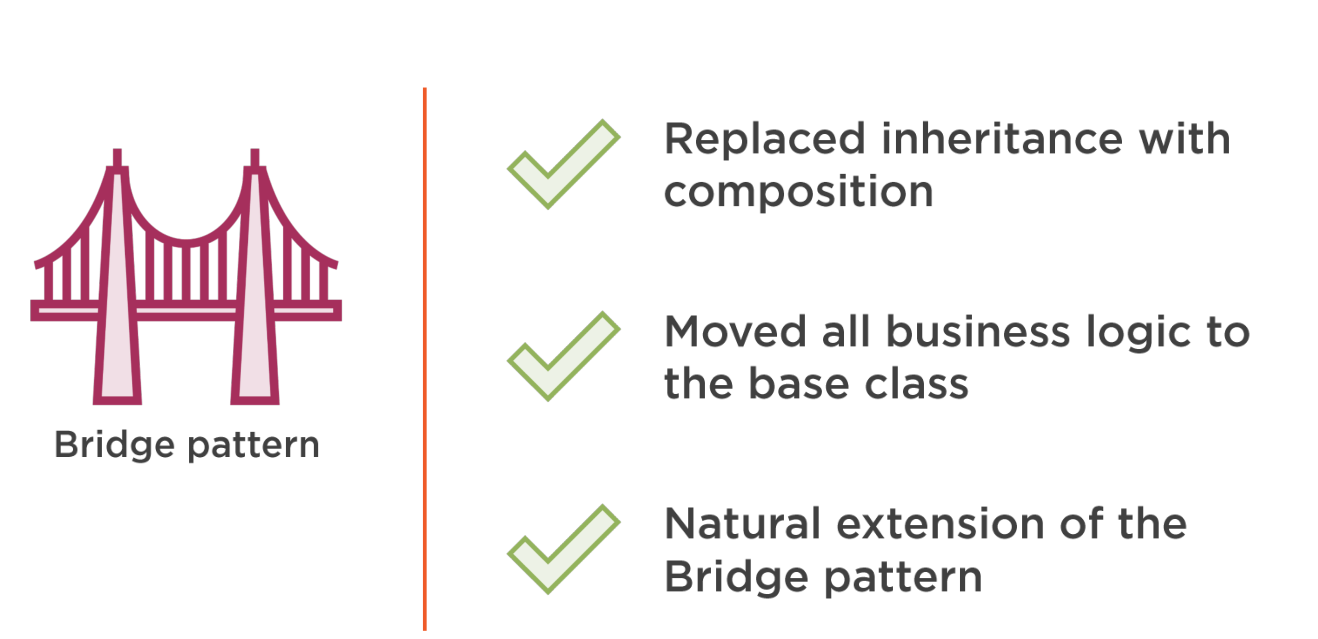 Replaced inheritance with
composition
Moved all business logic to
the base class
Bridge pattern
Natural extension of the
Bridge pattern